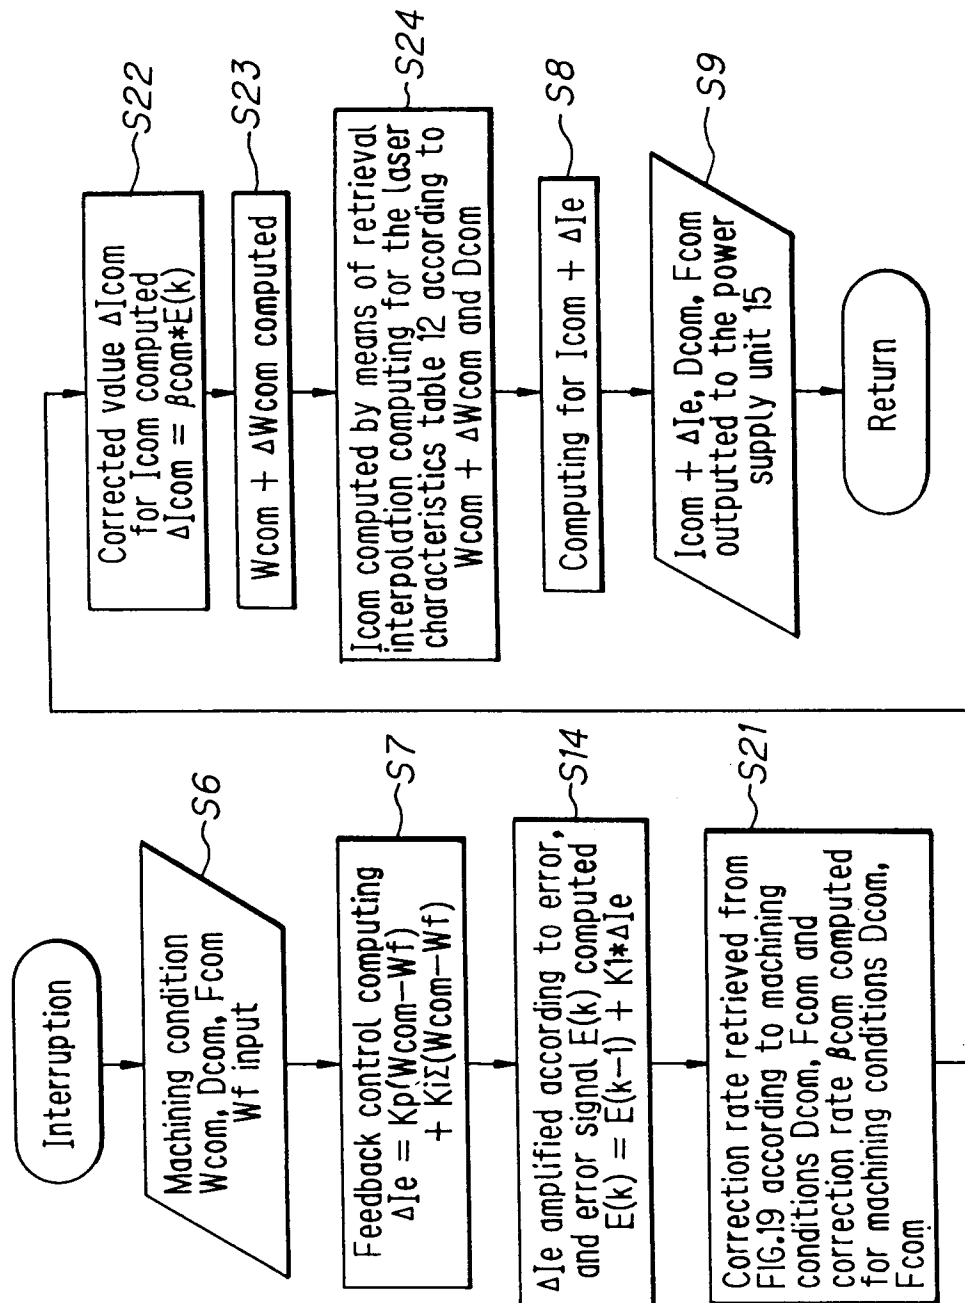 Interruption
Machining condition
Wcom, Dcom, Fcom
Wf input
S6
Feedback control computing
ΔIe = Kp(Wcom-Wf)
+ KiΣ(Wcom-Wf)
S7
ΔIe amplified according to error,
and error signal E(k) computed
E(k) = E(k-1) + K1*ΔIe
S14
Correction rate retrieved from
FIG.19 according to machining
conditions Dcom, Fcom and
correction rate βcom computed
for machining conditions Dcom,
Fcom
S21
Corrected value ΔIcom
for Icom computed
ΔIcom = βcom*E(k)
S22
Wcom + ΔWcom computed
S23
Icom computed by means of retrieval
interpolation computing for the laser
characteristics table 12 according to
Wcom + ΔWcom and Dcom
S24
Computing for Icom + ΔIe
S8
Icom + ΔIe, Dcom, Fcom
outputted to the power
supply unit 15
S9
Return